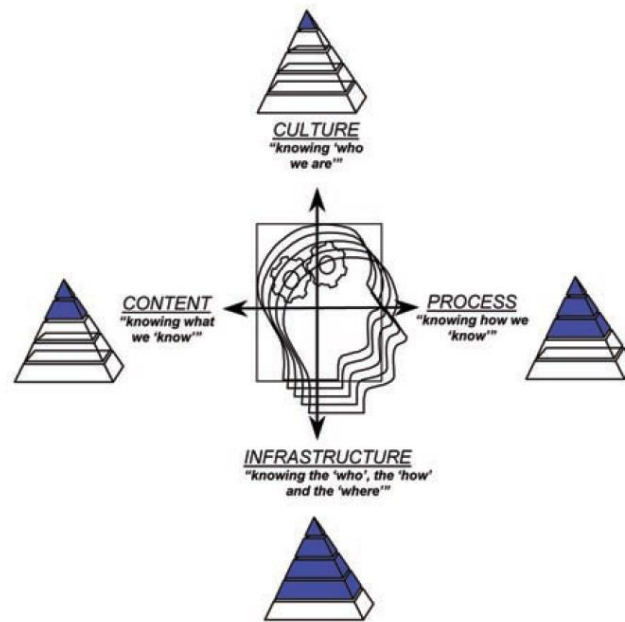 CULTURE
"knowing 'who
we are'"
CONTENT
"knowing what
we 'know'"
PROCESS
"knowing how we
'know'"
INFRASTRUCTURE
"knowing the 'who', the 'how'
and the 'where'"